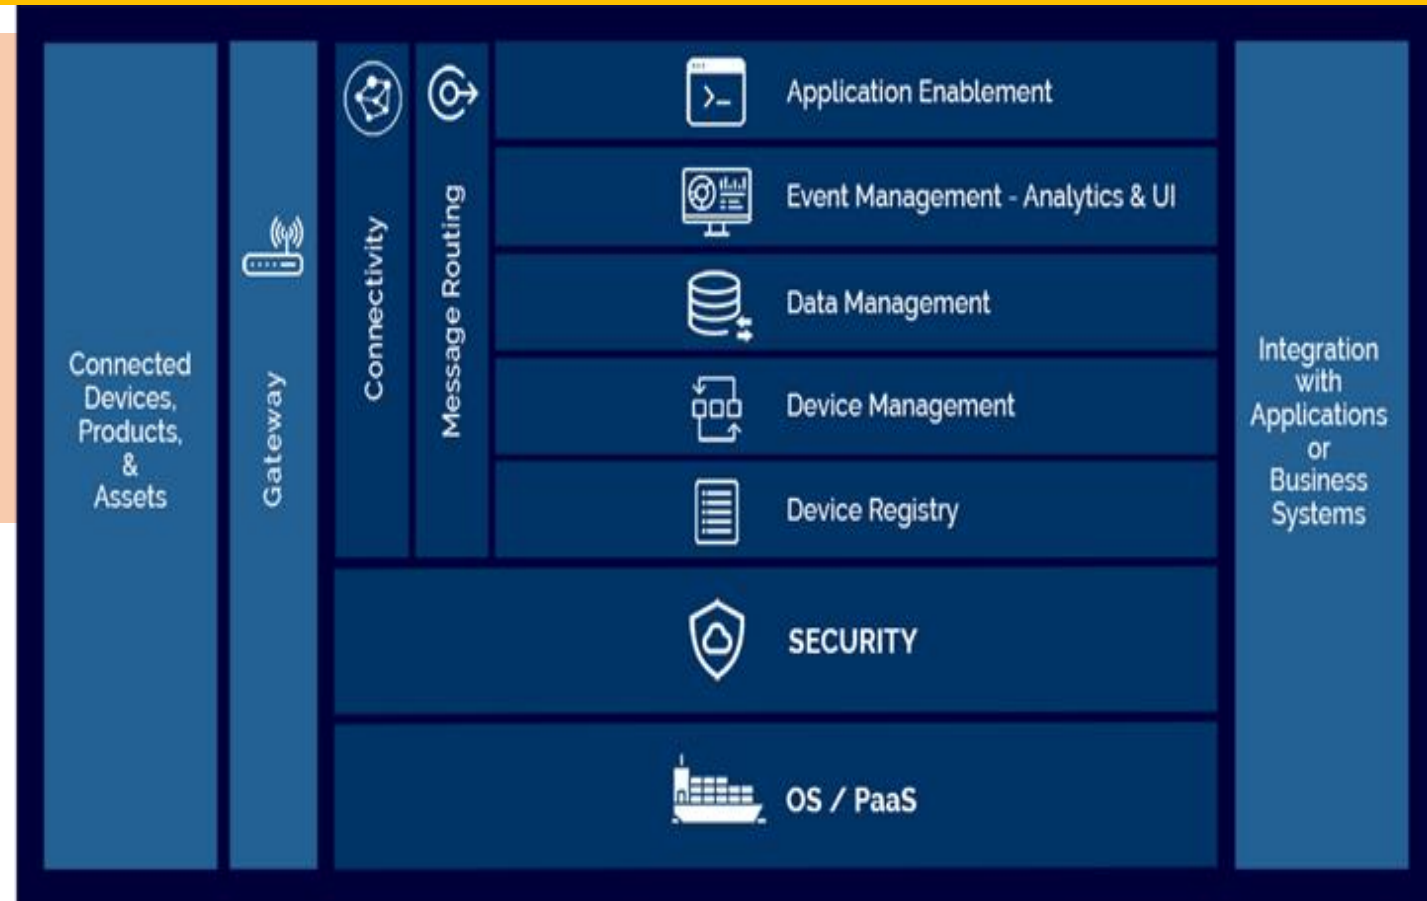 Connected
Devices,
Products,
&
Assets
Gateway
Connectivity
Message Routing
Application Enablement
Event Management - Analytics & UI
Data Management
Device Management
Device Registry
SECURITY
OS / PaaS
Integration
with
Applications
or
Business
Systems